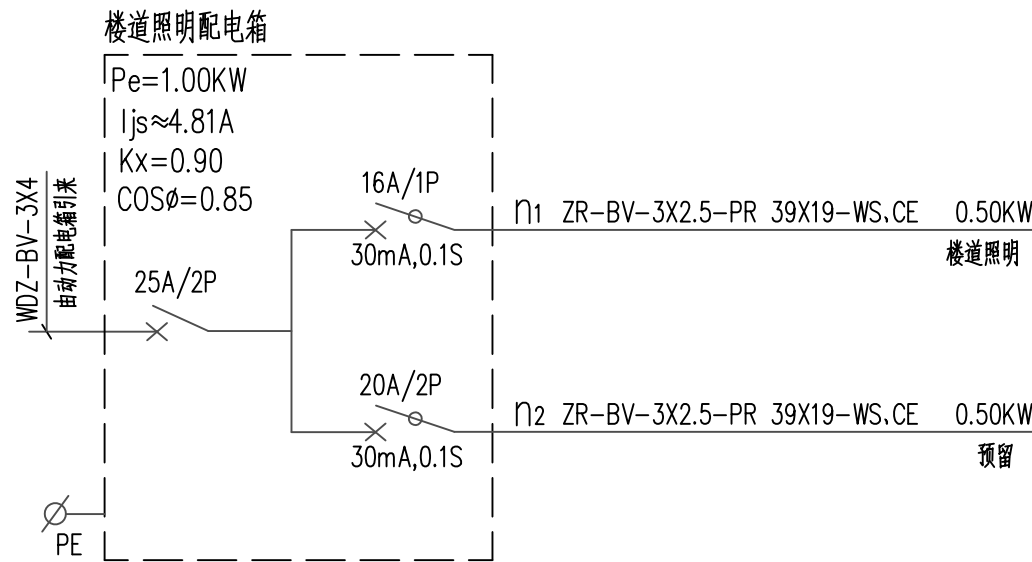 楼道照明配电箱
Pe=1.00KW
Ijs≈4.81A
Kx=0.90
COSø=0.85
WDZ-BV-3X4
由动力配电箱引来
25A/2P
16A/1P
30mA,0.1S
n1 ZR-BV-3X2.5-PR 39X19-WS、CE 0.50KW
楼道照明
20A/2P
30mA,0.1S
n2 ZR-BV-3X2.5-PR 39X19-WS、CE 0.50KW
预留
PE